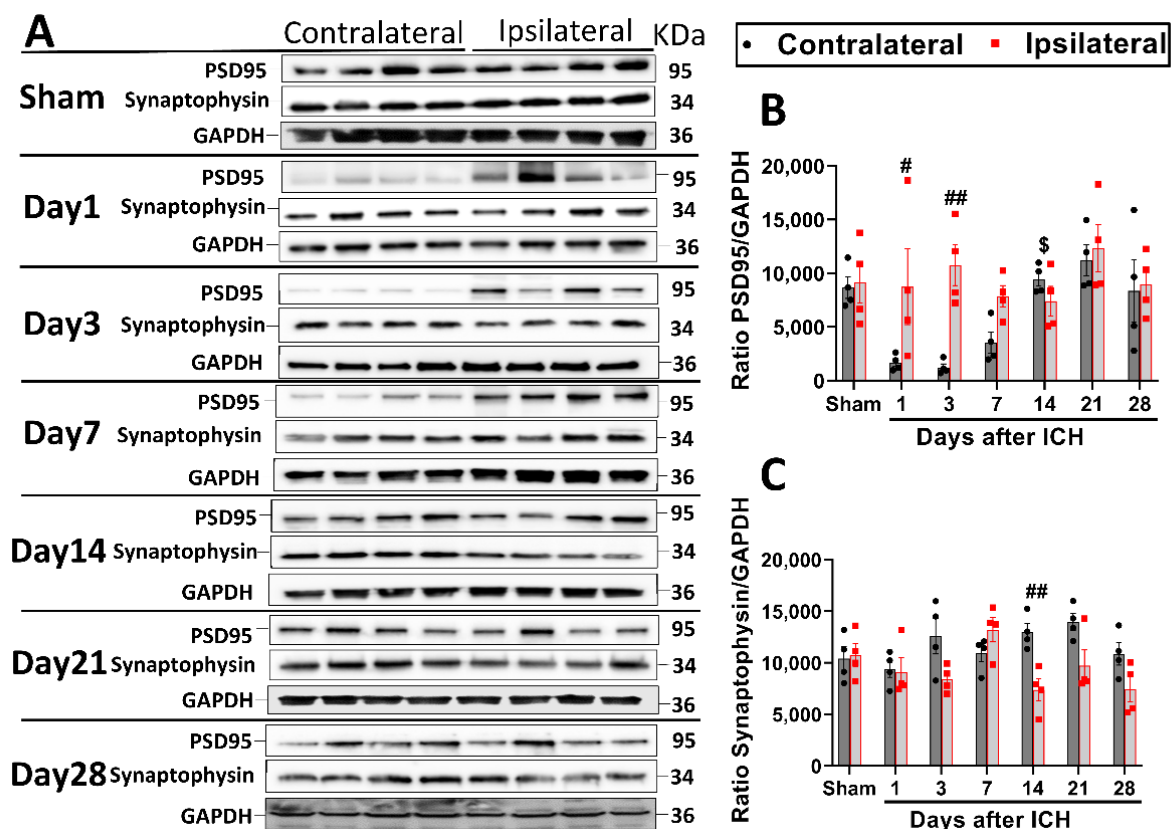 A
Contralateral Ipsilateral KDa
Sham
PSD95 95
Synaptophysin 34
GAPDH 36
Day1
PSD95 95
Synaptophysin 34
GAPDH 36
Day3
PSD95 95
Synaptophysin 34
GAPDH 36
Day7
PSD95 95
Synaptophysin 34
GAPDH 36
Day14
PSD95 95
Synaptophysin 34
GAPDH 36
Day21
PSD95 95
Synaptophysin 34
GAPDH 36
Day28
PSD95 95
Synaptophysin 34
GAPDH 36
Contralateral Ipsilateral
B
Ratio PSD95/GAPDH
20,000
15,000
10,000
5,000
0
# ## $
Sham 1 3 7 14 21 28
Days after ICH
C
Ratio Synaptophysin/GAPDH
20,000
15,000
10,000
5,000
0
##
Sham 1 3 7 14 21 28
Days after ICH